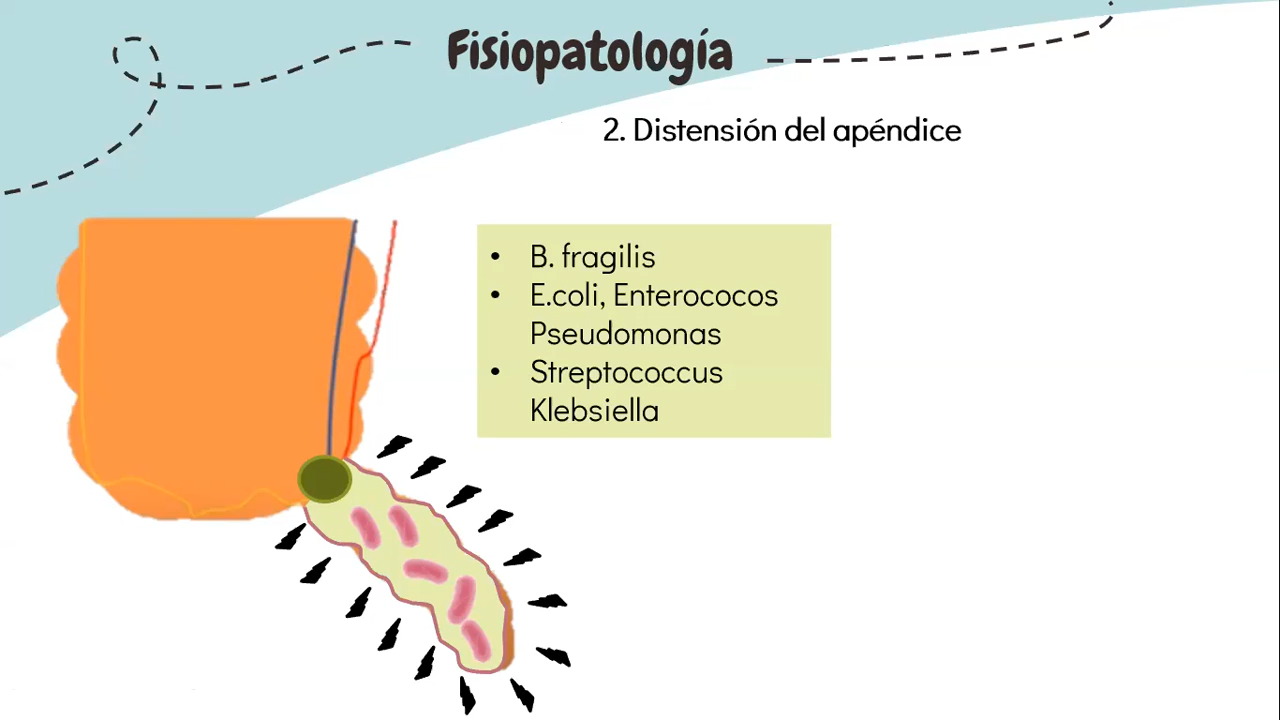 Fisiopatología
2. Distensión del apéndice
• B. fragilis
• E.coli, Enterococos
Pseudomonas
• Streptococcus
Klebsiella